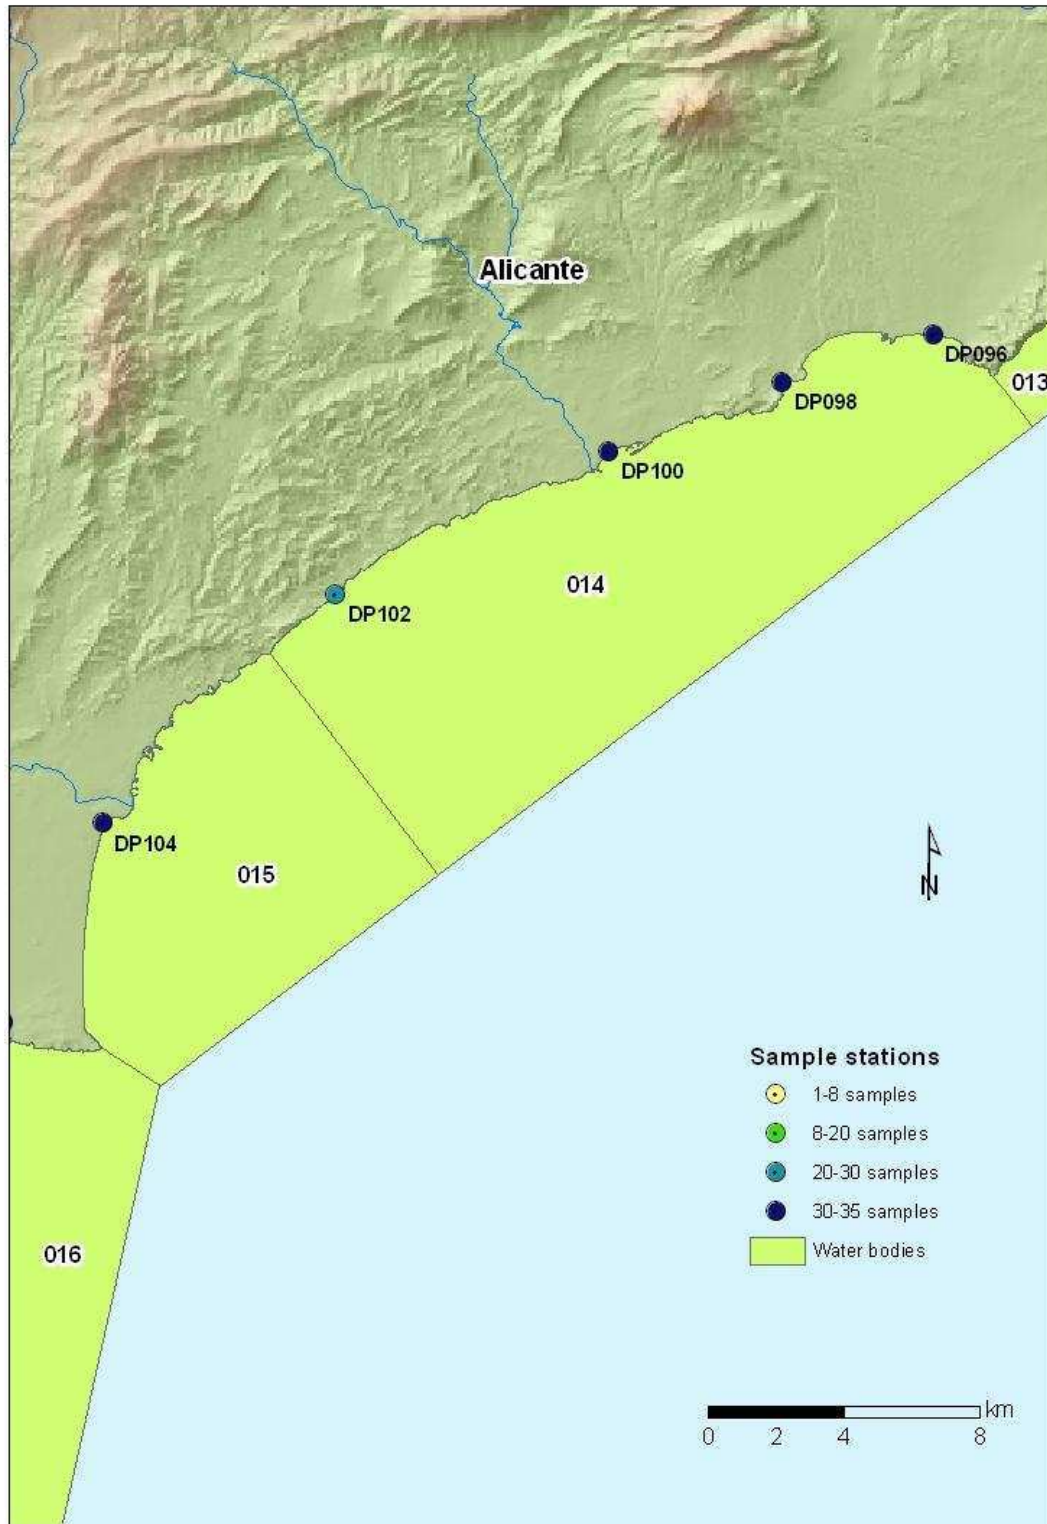 Alicante
DP096
013
DP098
DP100
014
DP102
DP104
015
N
Sample stations
1-8 samples
8-20 samples
20-30 samples
30-35 samples
Water bodies
016
km
0 2 4 8